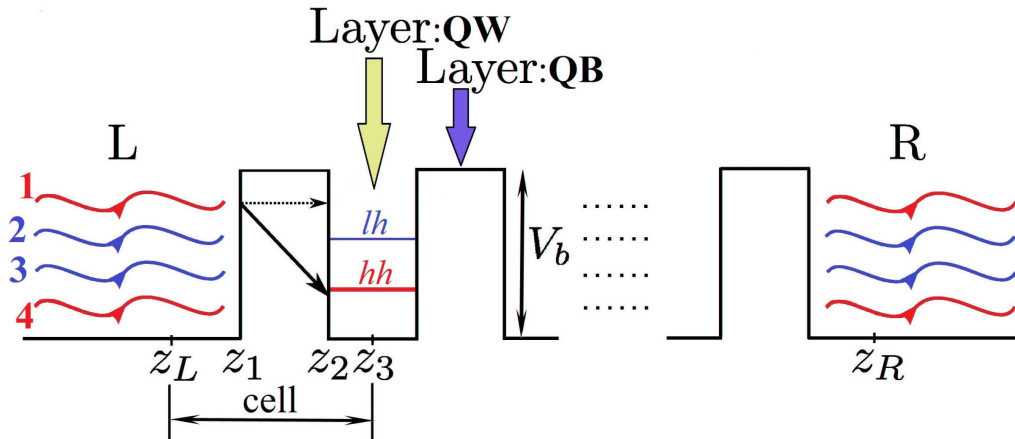 Layer:QW
Layer:QB
L
R
1
2
3
4
lh
hh
V_b
z_L
z_1
z_2
z_3
z_R
cell